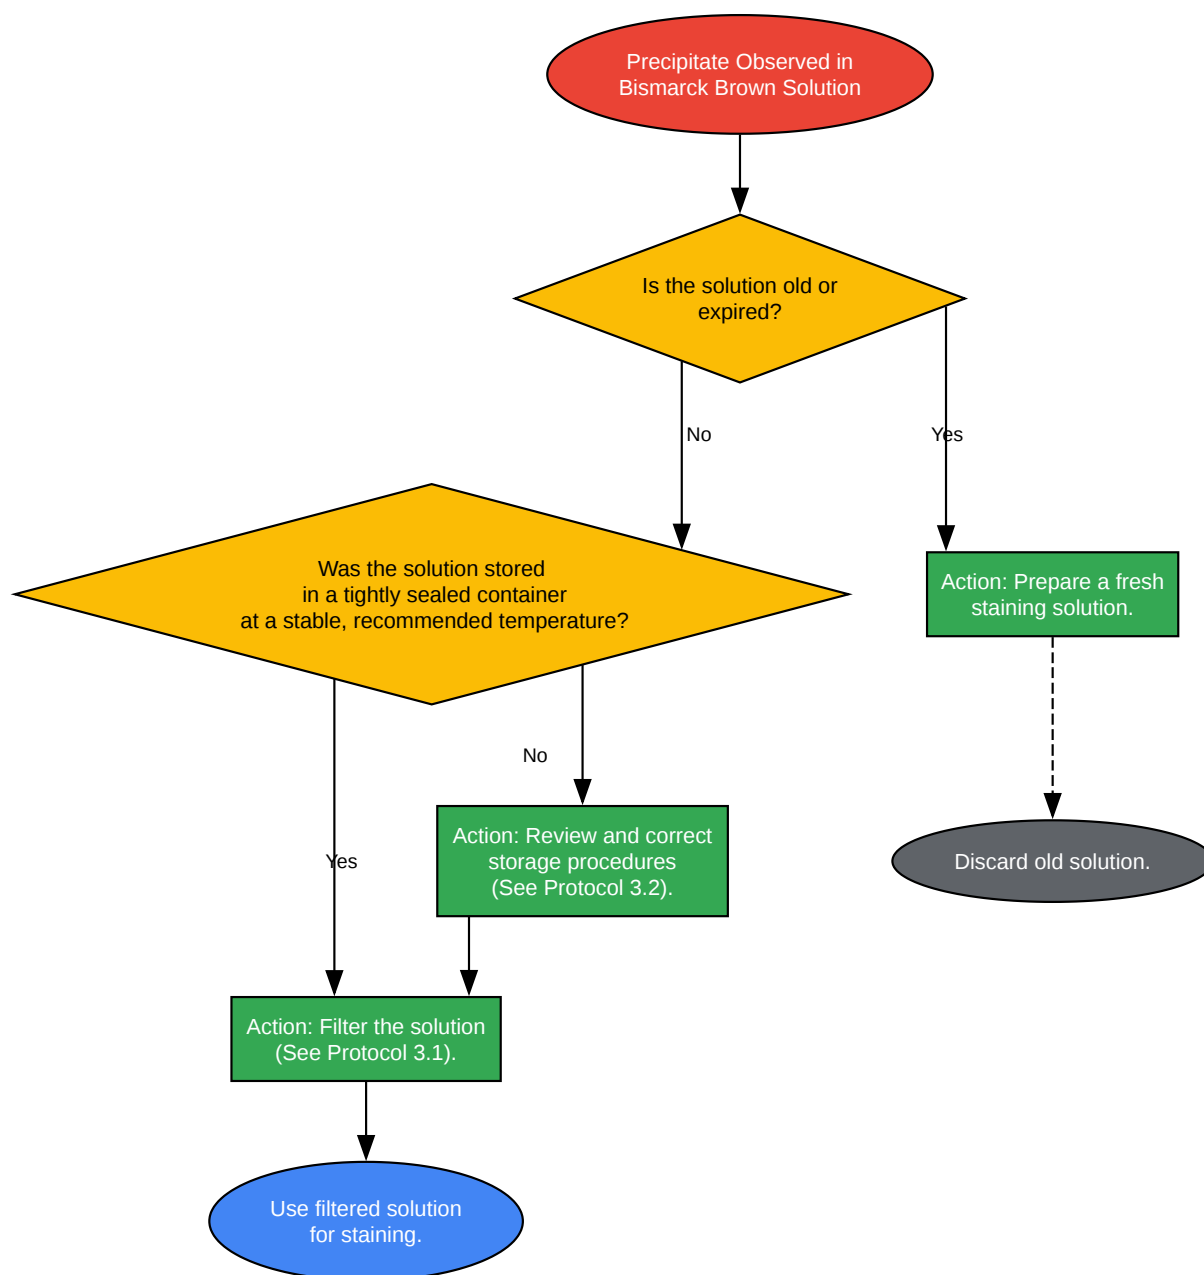 Precipitate Observed in
Bismarck Brown Solution
Is the solution old or
expired?
No
Yes
Was the solution stored
in a tightly sealed container
at a stable, recommended temperature?
Action: Prepare a fresh
staining solution.
No
Action: Review and correct
storage procedures
(See Protocol 3.2).
Yes
Discard old solution.
Action: Filter the solution
(See Protocol 3.1).
Use filtered solution
for staining.